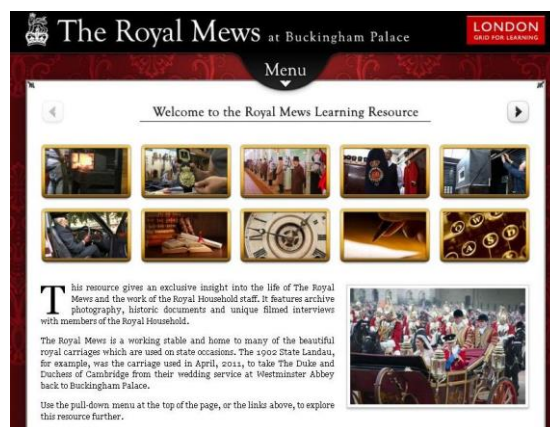 The Royal Mews at Buckingham Palace
LONDON
GRID FOR LEARNING
Menu
Welcome to the Royal Mews Learning Resource
This resource gives an exclusive insight into the life of The Royal
Mews and the work of the Royal Household staff. It features archive
photography, historic documents and unique filmed interviews
with members of the Royal Household.
The Royal Mews is a working stable and home to many of the beautiful
royal carriages which are used on state occasions. The 1902 State Landau,
for example, was the carriage used in April, 2011, to take The Duke and
Duchess of Cambridge from their wedding service at Westminster Abbey
back to Buckingham Palace.
Use the pull-down menu at the top of the page, or the links above, to explore
this resource further.